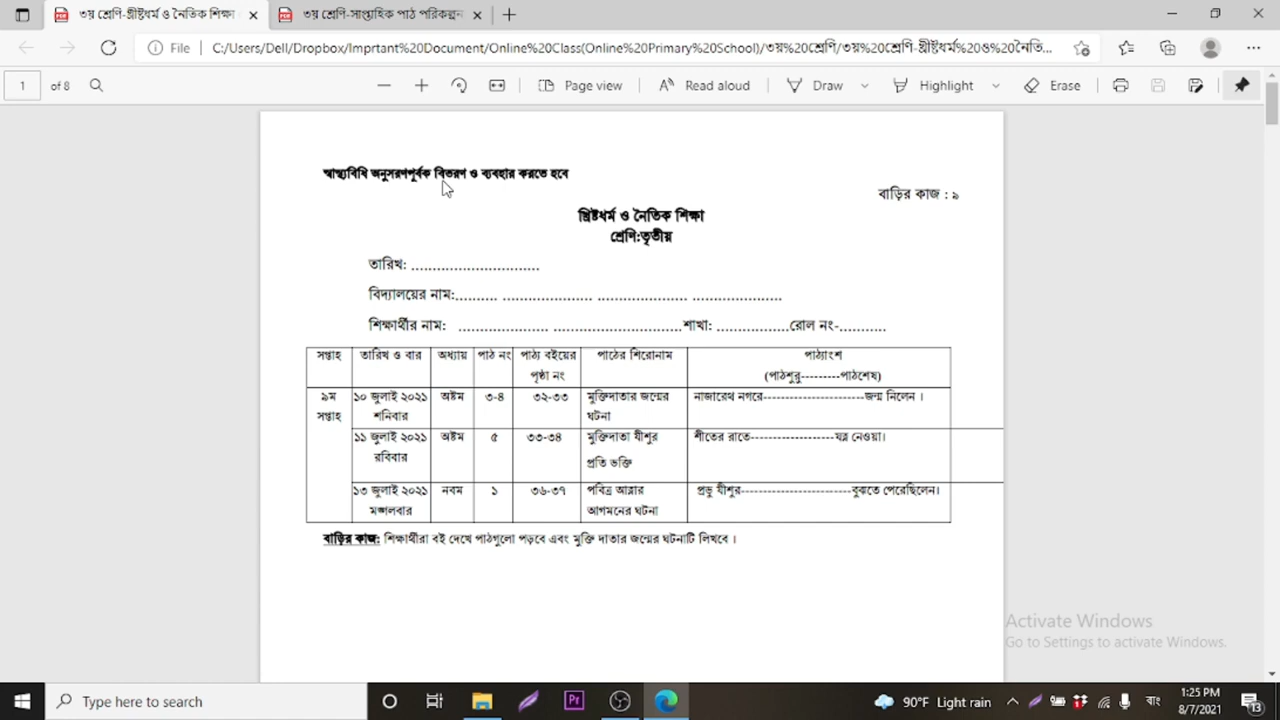 ৩য় শ্রেণি-খ্রীষ্টধর্ম ও নৈতিক শিক্ষা
৩য় শ্রেণি-সাপ্তাহিক পাঠ পরিকল্পন
File C:/Users/Dell/Dropbox/Imprtant%20Document/Online%20Class(Online%20Primary%20School)/৩য়%20শ্রেণি/৩য়%20শ্রেণি-খ্রীষ্টধর্ম%20ও%20নৈতি...
1 of 8 Page view Read aloud Draw Highlight Erase
স্বাস্থ্যবিধি অনুসরণপূর্বক বিতরণ ও ব্যবহার করতে হবে
বাড়ির কাজ : ৯
খ্রিষ্টধর্ম ও নৈতিক শিক্ষা
শ্রেণি:তৃতীয়
তারিখ: ............................
বিদ্যালয়ের নাম:.......... ..................... ..................... .....................
শিক্ষার্থীর নাম: ..................... ..............................শাখা: .................রোল নং-...........
সপ্তাহ তারিখ ও বার অধ্যায় পাঠ নং পাঠ্য বইয়ের পৃষ্ঠা নং পাঠের শিরোনাম পাঠ্যাংশ (পাঠশুরু---------পাঠশেষ)
৯ম সপ্তাহ ১০ জুলাই ২০২১ শনিবার অষ্টম ৩-৪ ৩২-৩৩ মুক্তিদাতার জন্মের ঘটনা নাজারেথ নগরে-----------------------জন্ম নিলেন ।
১১ জুলাই ২০২১ রবিবার অষ্টম ৫ ৩৩-৩৪ মুক্তিদাতা যীশুর প্রতি ভক্তি শীতের রাতে-------------------যত্ন নেওয়া।
১৩ জুলাই ২০২১ মঙ্গলবার নবম ১ ৩৬-৩৭ পবিত্র আত্মার আগমনের ঘটনা প্রভু যীশুর-------------------------বুঝতে পেরেছিলেন।
বাড়ির কাজ: শিক্ষার্থীরা বই দেখে পাঠগুলো পড়বে এবং মুক্তি দাতার জন্মের ঘটনাটি লিখবে ।
Activate Windows
Go to Settings to activate Windows.
Type here to search
Pr
90°F Light rain
বাং
1:25 PM
8/7/2021
13